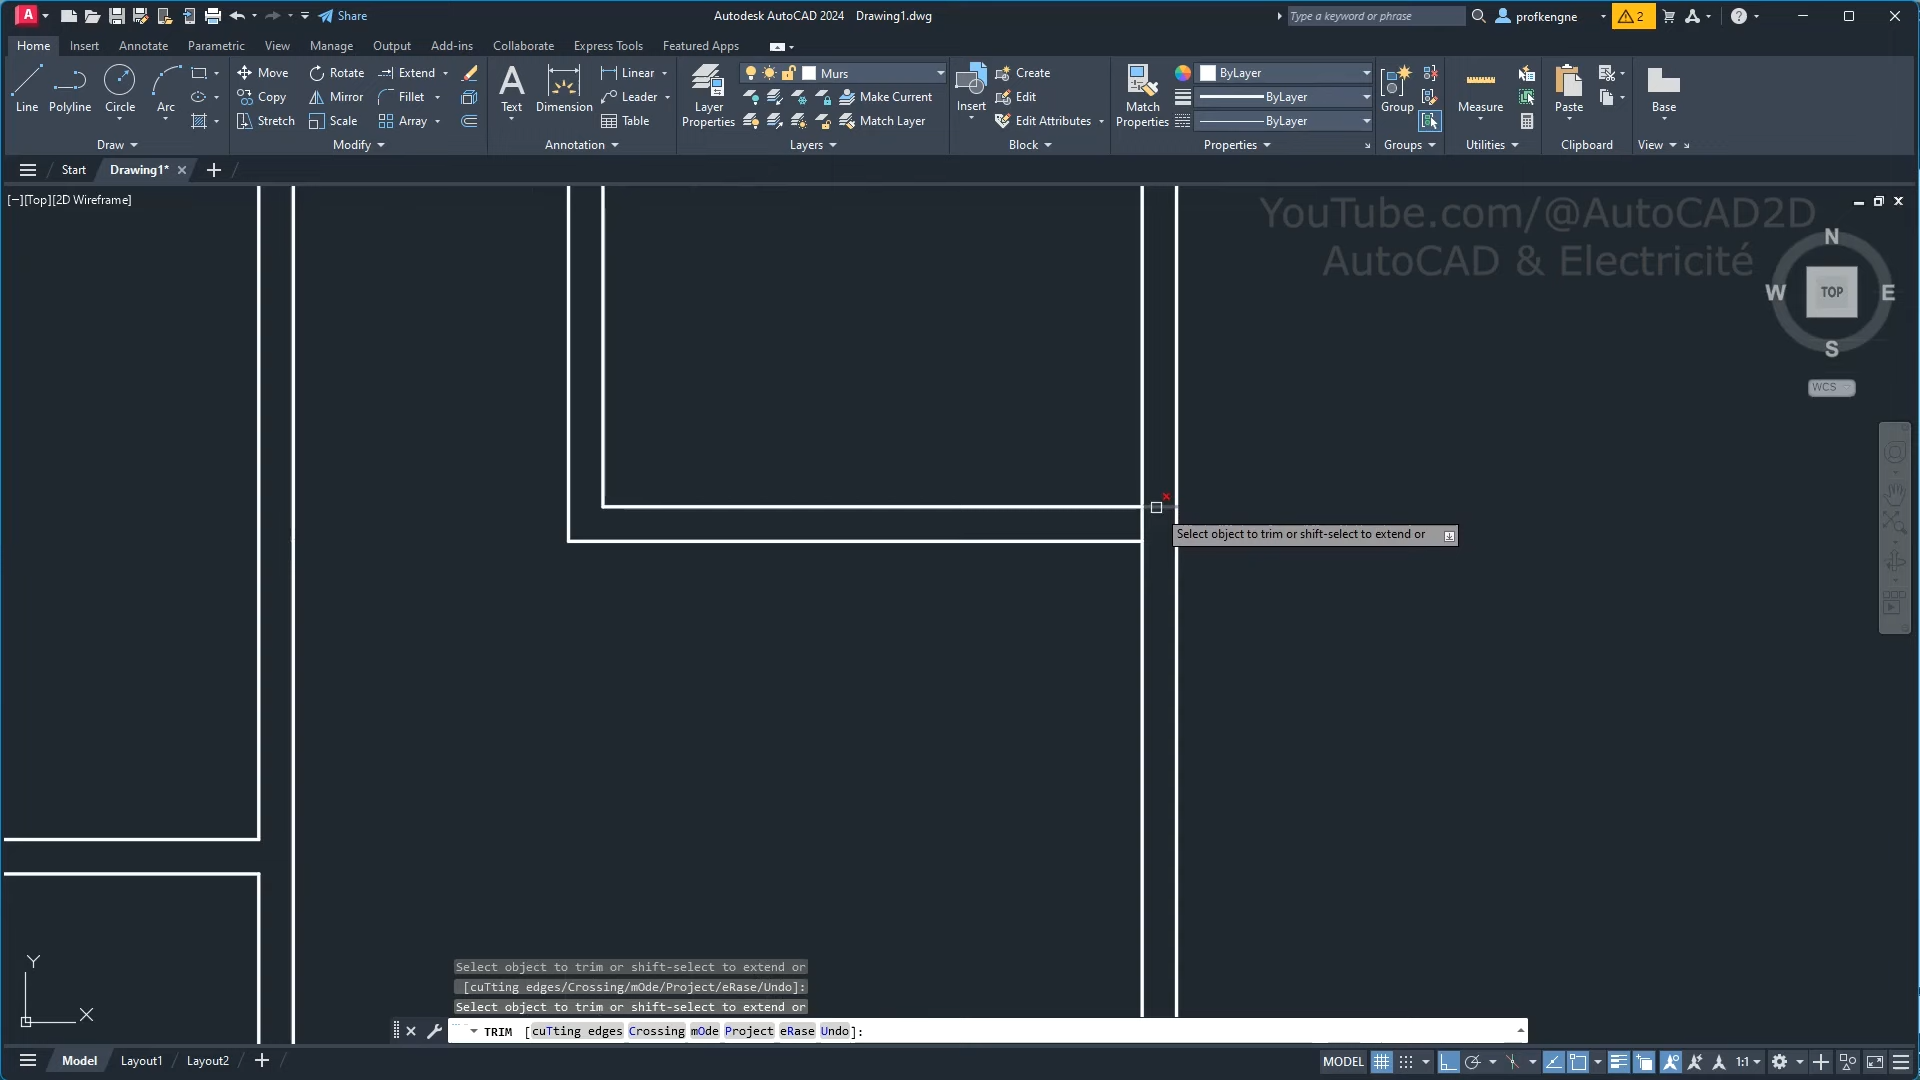 Share
Autodesk AutoCAD 2024 Drawing1.dwg
Type a keyword or phrase
profkengne
2
Home Insert Annotate Parametric View Manage Output Add-ins Collaborate Express Tools Featured Apps
Line Polyline Circle Arc
Move Rotate Extend
Copy Mirror Fillet
Stretch Scale Array
Text Dimension
Linear
Leader
Table
Layer Properties
Murs
Make Current
Match Layer
Insert
Create
Edit
Edit Attributes
Match Properties
ByLayer
ByLayer
ByLayer
Group
Measure
Paste
Base
Draw Modify Annotation Layers Block Properties Groups Utilities Clipboard View
Start Drawing1*
[−][Top][2D Wireframe]
YouTube.com/@AutoCAD2D
AutoCAD & Electricité
N
W TOP E
S
WCS
Select object to trim or shift-select to extend or
Y
X
Select object to trim or shift-select to extend or
[cuTting edges/Crossing/mOde/Project/eRase/Undo]:
Select object to trim or shift-select to extend or
TRIM [cuTting edges Crossing mOde Project eRase Undo]:
Model Layout1 Layout2
MODEL
1:1